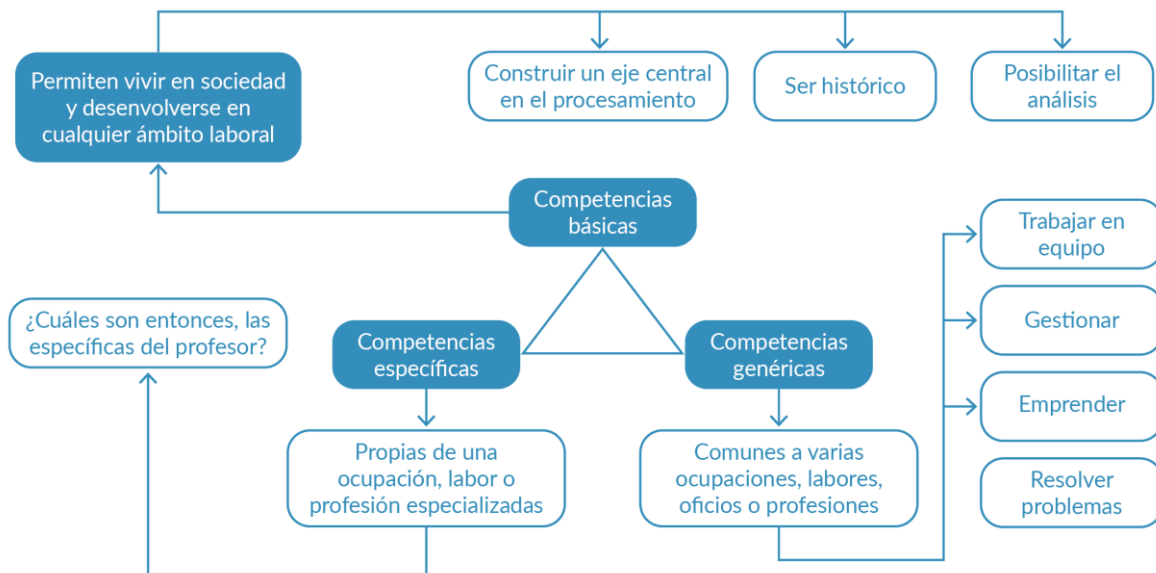 Permiten vivir en sociedad
y desenvolverse en
cualquier ámbito laboral
Construir un eje central
en el procesamiento
Ser histórico
Posibilitar el
análisis
Competencias
básicas
Trabajar en
equipo
¿Cuáles son entonces, las
específicas del profesor?
Competencias
específicas
Competencias
genéricas
Gestionar
Emprender
Propias de una
ocupación, labor o
profesión especializadas
Comunes a varias
ocupaciones, labores,
oficios o profesiones
Resolver
problemas